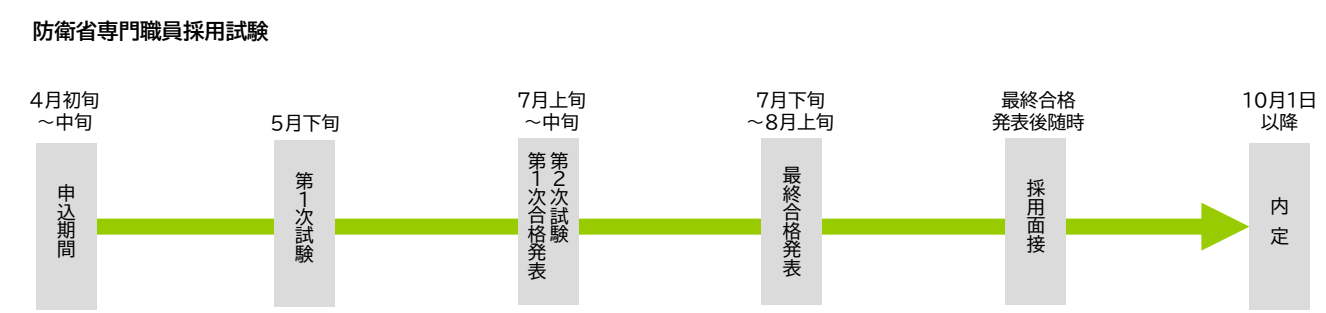 防衛省専門職員採用試験
4月初旬
～中旬
申込期間
5月下旬
第1次試験
7月上旬
～中旬
第2次試験
第1次合格発表
7月下旬
～8月上旬
最終合格発表
最終合格
発表後随時
採用面接
10月1日
以降
内定